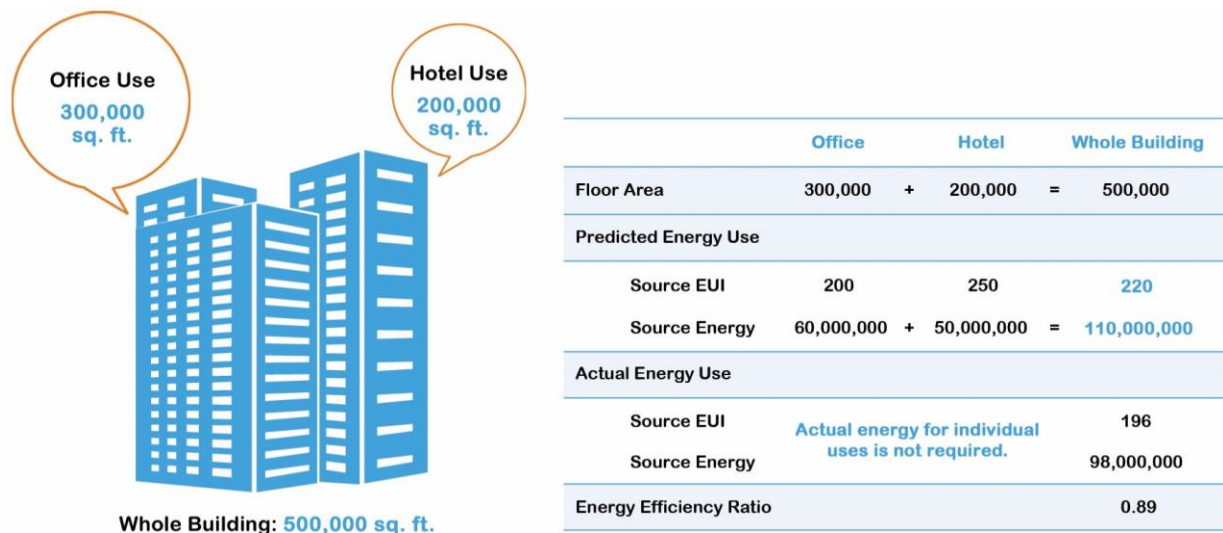 Office Use
300,000
sq. ft.
Hotel Use
200,000
sq. ft.
Whole Building: 500,000 sq. ft.
Office Hotel Whole Building
Floor Area 300,000 + 200,000 = 500,000
Predicted Energy Use
Source EUI 200 250 220
Source Energy 60,000,000 + 50,000,000 = 110,000,000
Actual Energy Use
Source EUI 196
Actual energy for individual
uses is not required.
Source Energy 98,000,000
Energy Efficiency Ratio 0.89